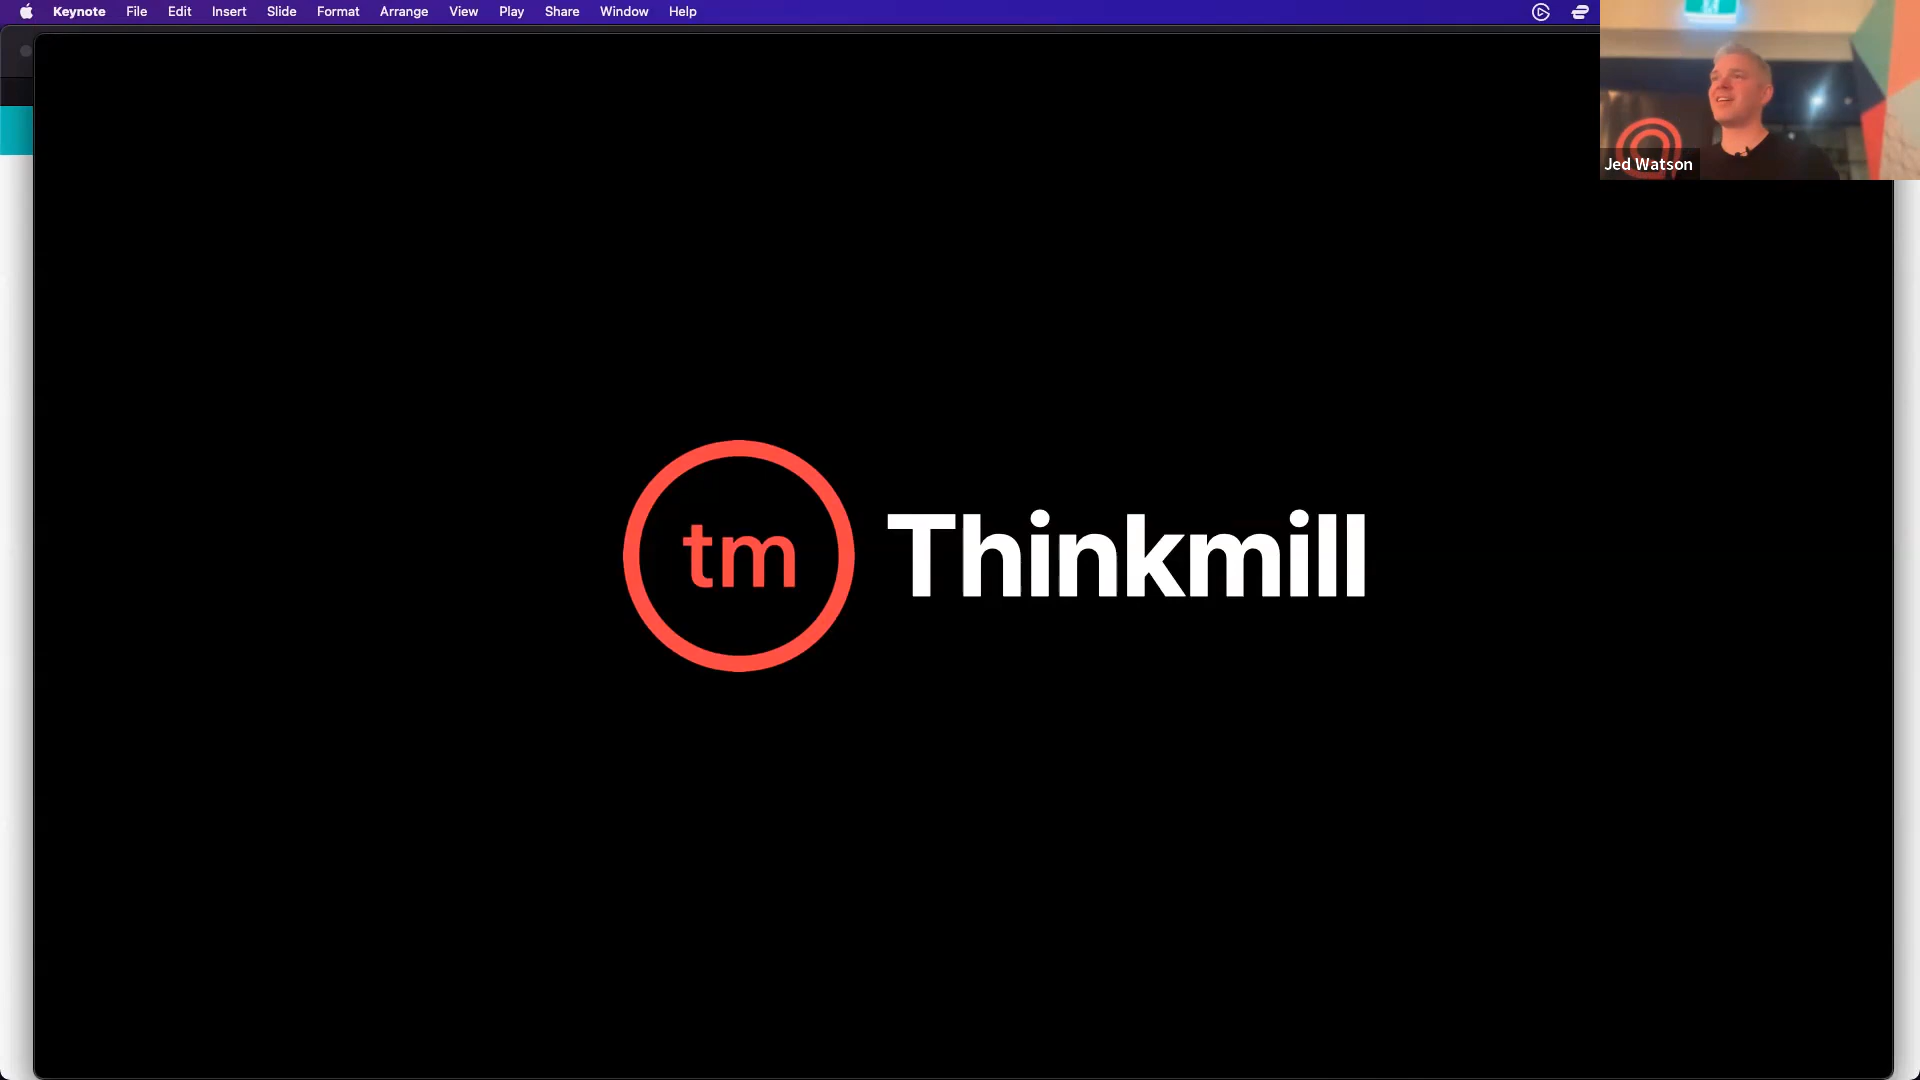 Keynote File Edit Insert Slide Format Arrange View Play Share Window Help
Jed Watson
tm Thinkmill